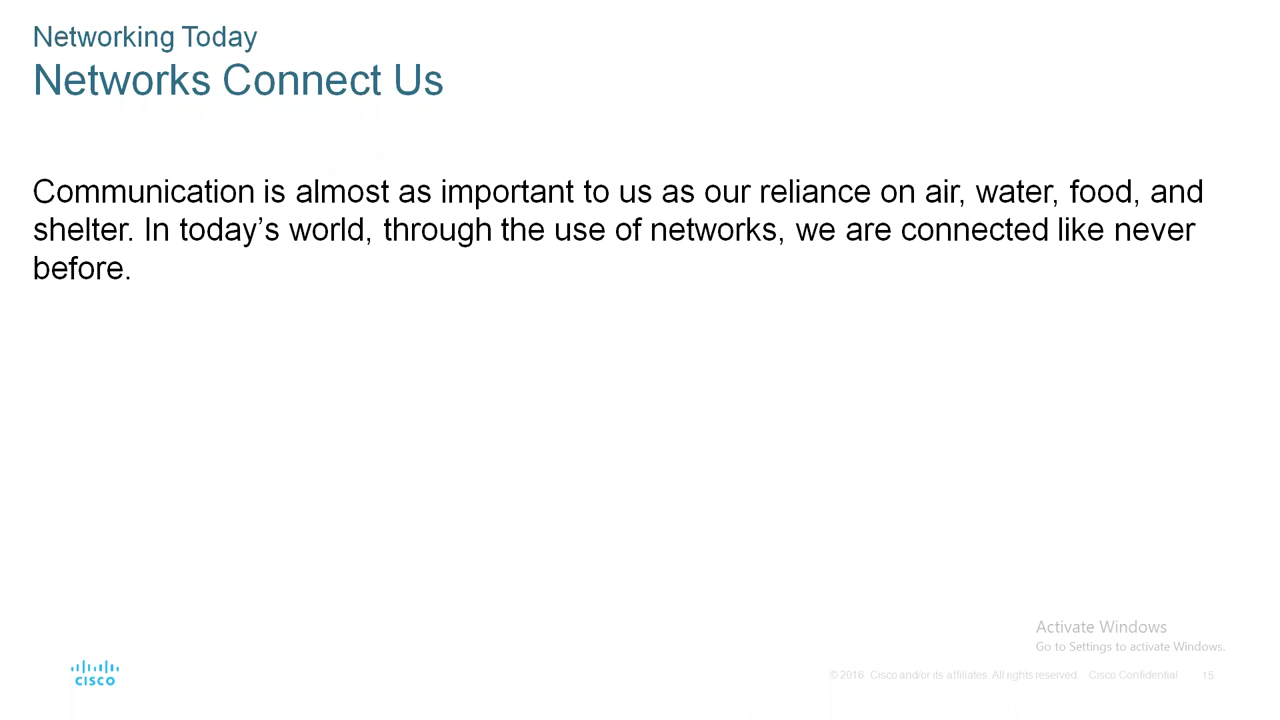 Networking Today
Networks Connect Us
Communication is almost as important to us as our reliance on air, water, food, and
shelter. In today’s world, through the use of networks, we are connected like never
before.
Activate Windows
Go to Settings to activate Windows.
CISCO
© 2016 Cisco and/or its affiliates. All rights reserved. Cisco Confidential 15